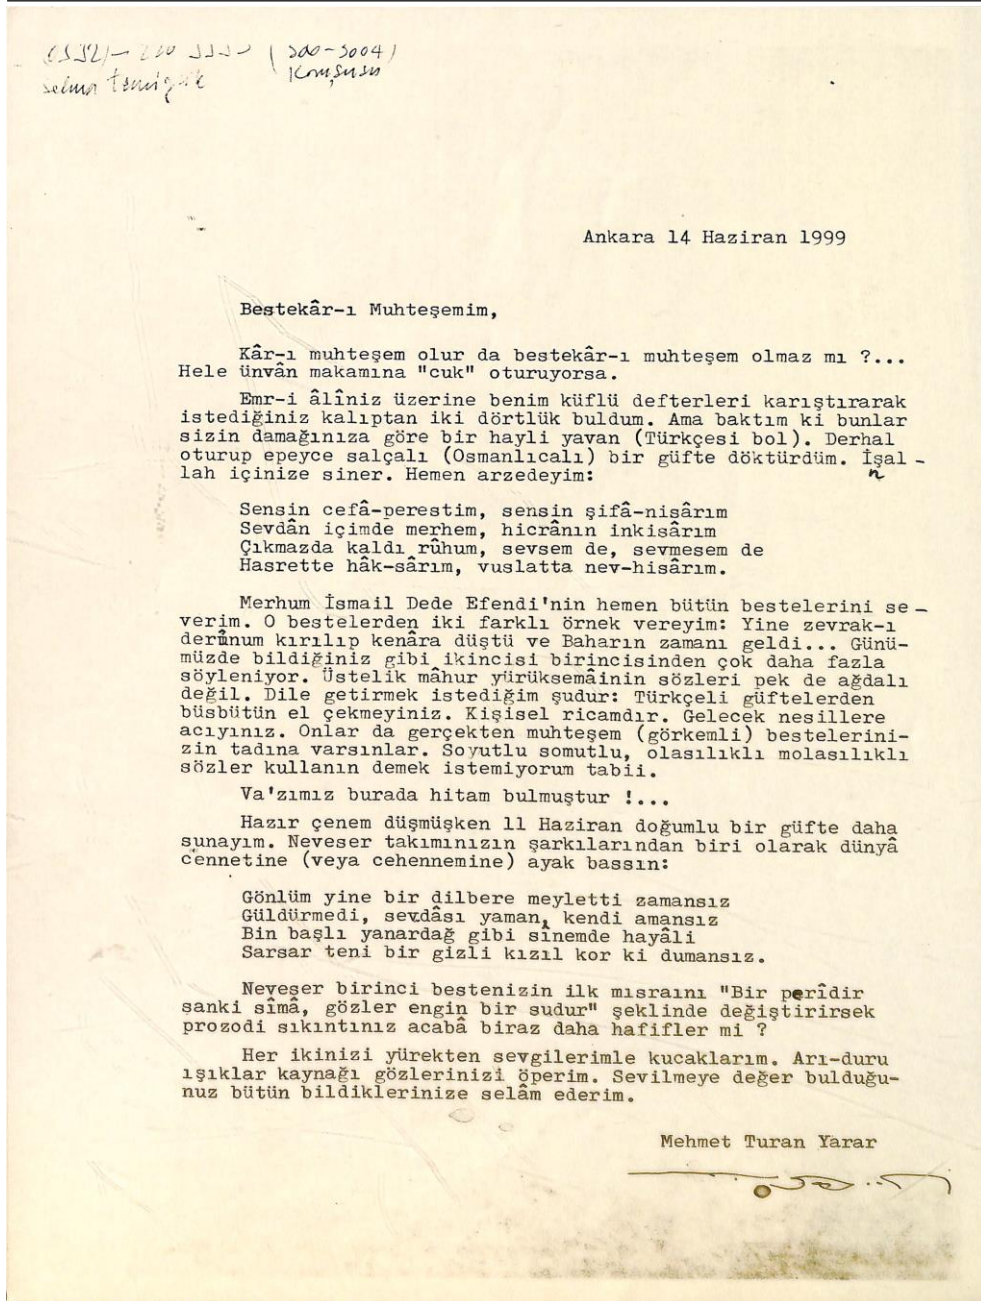 (300-3004)
Selma
Komşusu
Ankara 14 Haziran 1999
Bestekâr-ı Muhteşemim,
Kâr-ı muhteşem olur da bestekâr-ı muhteşem olmaz mı ?...
Hele ünvân makamına "cuk" oturuyorsa.
Emr-i âlîniz üzerine benim küflü defterleri karıştırarak
istediğiniz kalıptan iki dörtlük buldum. Ama baktım ki bunlar
sizin damağınıza göre bir hayli yavan (Türkçesi bol). Derhal
oturup epeyce salçalı (Osmanlıcalı) bir güfte döktürdüm. İşal-
n
lah içinize siner. Hemen arzedeyim:
Sensin cefâ-perestim, sensin şifâ-nisârım
Sevdân içimde merhem, hicrânın inkisârım
Çıkmazda kaldı rûhum, sevsem de, sevmesem de
Hasrette hâk-sârım, vuslatta nev-hisârım.
Merhum İsmail Dede Efendi'nin hemen bütün bestelerini se-
verim. O bestelerden iki farklı örnek vereyim: Yine zevrak-ı
derûnum kırılıp kenâra düştü ve Baharın zamanı geldi... Günü-
müzde bildiğiniz gibi ikincisi birincisinden çok daha fazla
söyleniyor. Üstelik mâhur yürüksemâinin sözleri pek de ağdalı
değil. Dile getirmek istediğim şudur: Türkçeli güftelerden
büsbütün el çekmeyiniz. Kişisel ricamdır. Gelecek nesillere
acıyınız. Onlar da gerçekten muhteşem (görkemli) bestelerini-
zin tadına varsınlar. Soyutlu somutlu, olasılıklı molasılıklı
sözler kullanın demek istemiyorum tabii.
Va'zımız burada hitam bulmuştur !...
Hazır çenem düşmüşken 11 Haziran doğumlu bir güfte daha
sunayım. Neveser takımınızın şarkılarından biri olarak dünyâ
cennetine (veya cehennemine) ayak bassın:
Gönlüm yine bir dilbere meyletti zamansız
Güldürmedi, sevdâsı yaman, kendi amansız
Bin başlı yanardağ gibi sînemde hayâli
Sarsar teni bir gizli kızıl kor ki dumansız.
Neveser birinci bestenizin ilk mısraını "Bir perîdir
sanki sîmâ, gözler engin bir sudur" şeklinde değiştirirsek
prozodi sıkıntınız acabâ biraz daha hafifler mi ?
Her ikinizi yürekten sevgilerimle kucaklarım. Arı-duru
ışıklar kaynağı gözlerinizi öperim. Sevilmeye değer bulduğu-
nuz bütün bildiklerinize selâm ederim.
Mehmet Turan Yarar